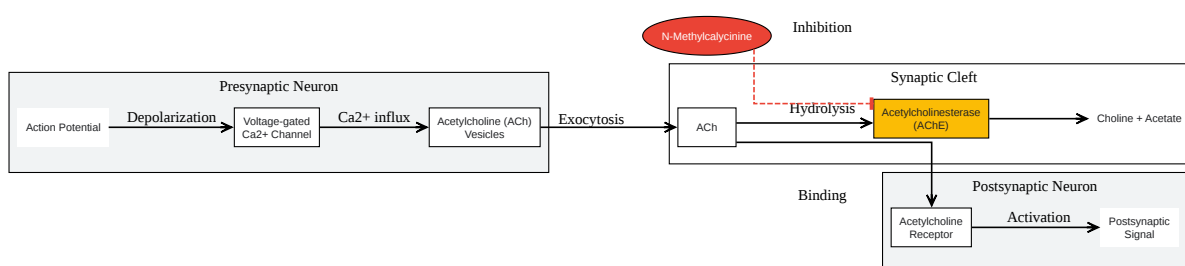 N-Methylcalycinine
Inhibition
Presynaptic Neuron
Synaptic Cleft
Action Potential
Depolarization
Voltage-gated
Ca2+ Channel
Ca2+ influx
Acetylcholine (ACh)
Vesicles
Exocytosis
ACh
Hydrolysis
Acetylcholinesterase
(AChE)
Choline + Acetate
Binding
Postsynaptic Neuron
Acetylcholine
Receptor
Activation
Postsynaptic
Signal